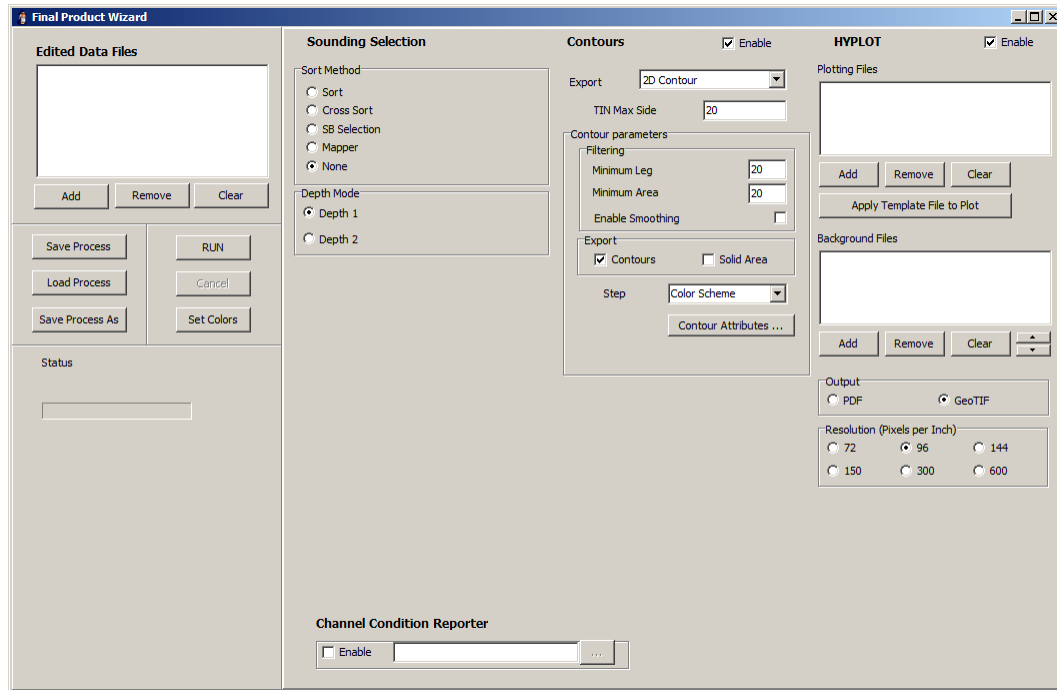 Final Product Wizard
Edited Data Files
Add Remove Clear
Save Process RUN
Load Process Cancel
Save Process As Set Colors
Status
Sounding Selection
Sort Method
Sort
Cross Sort
SB Selection
Mapper
None
Depth Mode
Depth 1
Depth 2
Contours Enable
Export 2D Contour
TIN Max Side 20
Contour parameters
Filtering
Minimum Leg 20
Minimum Area 20
Enable Smoothing
Export
Contours Solid Area
Step Color Scheme
Contour Attributes ...
HYPLOT Enable
Plotting Files
Add Remove Clear
Apply Template File to Plot
Background Files
Add Remove Clear
Output
PDF GeoTIF
Resolution (Pixels per Inch)
72 96 144
150 300 600
Channel Condition Reporter
Enable ...